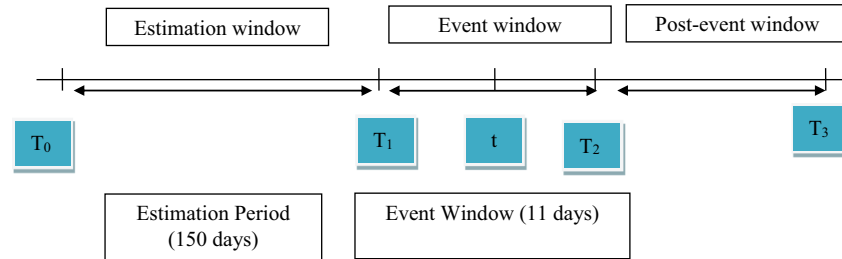 Estimation window
Event window
Post-event window
T0
T1
t
T2
T3
Estimation Period
(150 days)
Event Window (11 days)